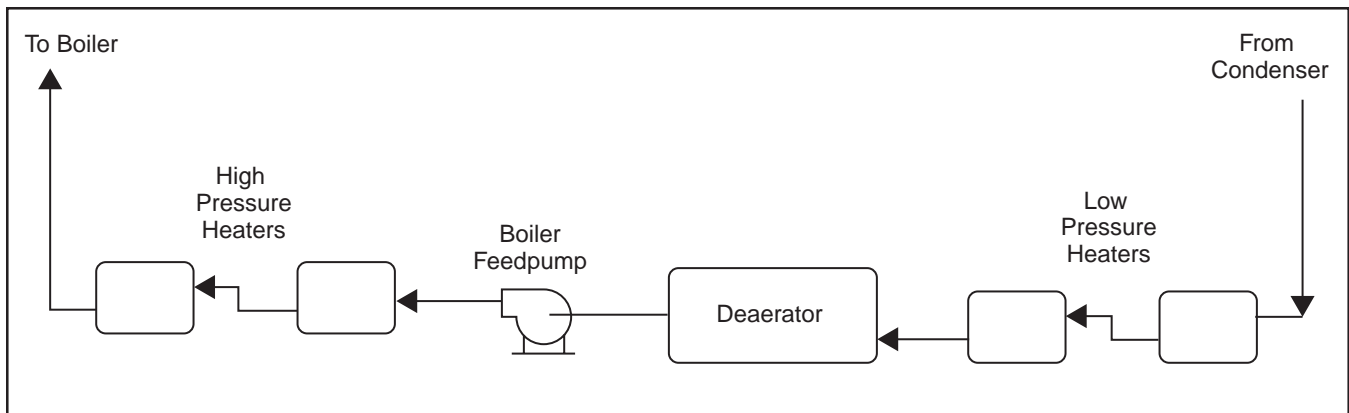 To Boiler
From
Condenser
High
Pressure
Heaters
Low
Pressure
Heaters
Boiler
Feedpump
Deaerator